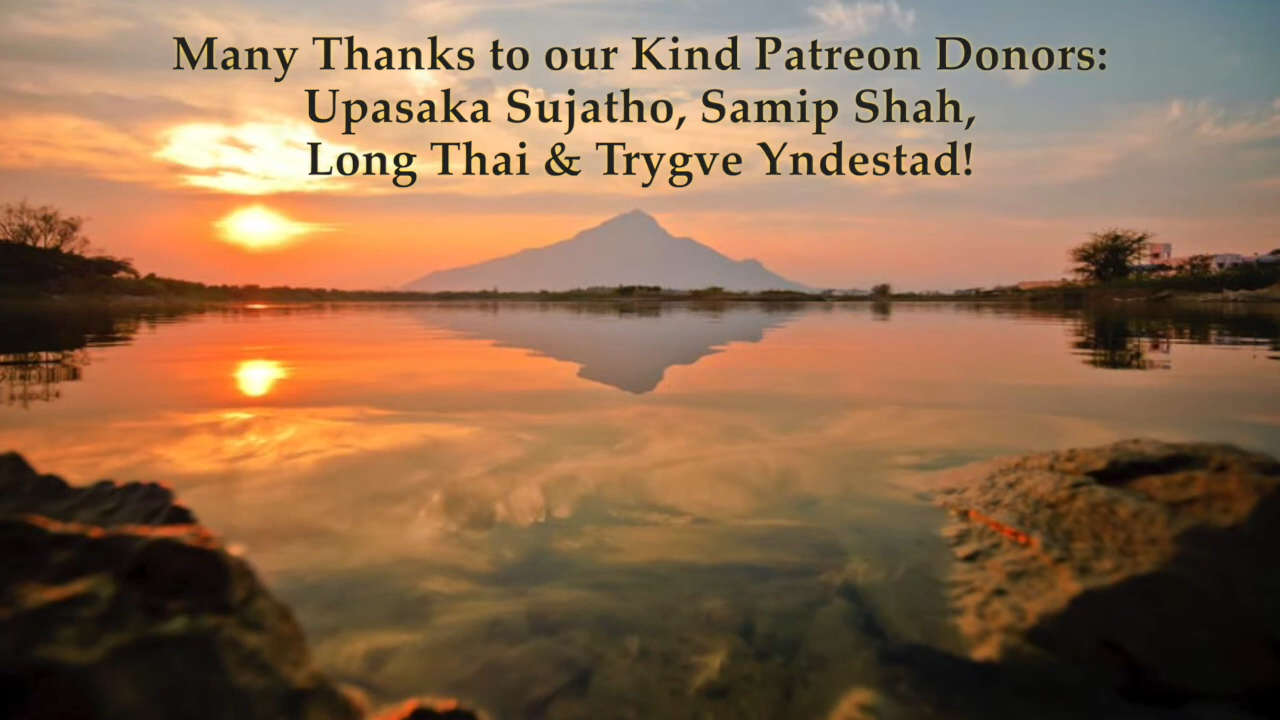 Many Thanks to our Kind Patreon Donors:
Upasaka Sujatho, Samip Shah,
Long Thai & Trygve Yndestad!